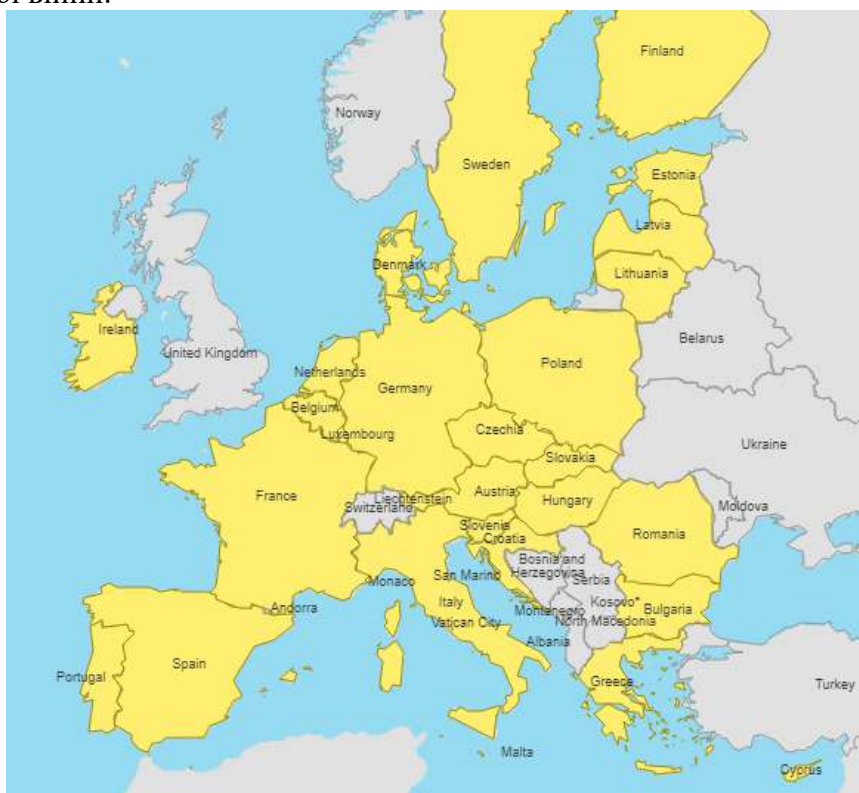 Finland
Norway
Sweden
Estonia
Latvia
Denmark
Lithuania
Ireland
Belarus
United Kingdom
Netherlands
Poland
Germany
Belgium
Czechia
Luxembourg
Ukraine
Slovakia
Austria
France
Liechtenstein
Hungary
Switzerland
Moldova
Slovenia
Romania
Croatia
Bosnia and
Herzegovina
San Marino
Serbia
Monaco
Italy
Kosovo*
Andorra
Montenegro
Bulgaria
Vatican City
North Macedonia
Albania
Spain
Portugal
Greece
Turkey
Malta
Cyprus